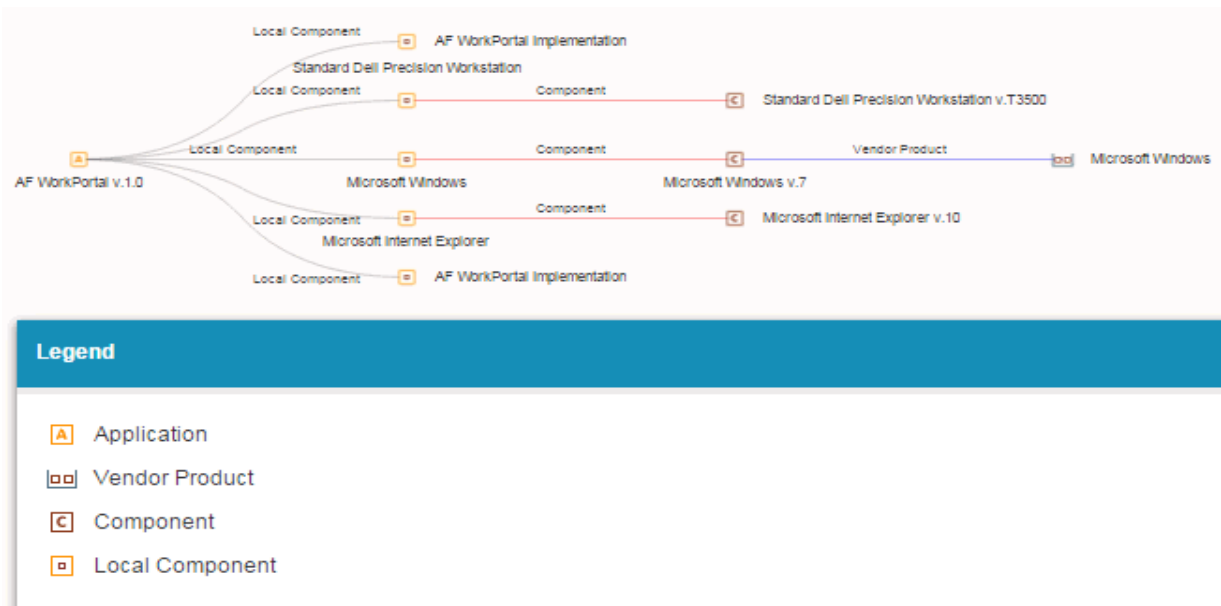 Local Component
AF WorkPortal Implementation
Standard Dell Precision Workstation
Local Component
Component
Standard Dell Precision Workstation v.T3500
Local Component
Component
Vendor Product
Microsoft Windows
AF WorkPortal v.1.0
Microsoft Windows
Microsoft Windows v.7
Local Component
Component
Microsoft Internet Explorer v.10
Microsoft Internet Explorer
Local Component
AF WorkPortal Implementation
Legend
A Application
Vendor Product
C Component
Local Component